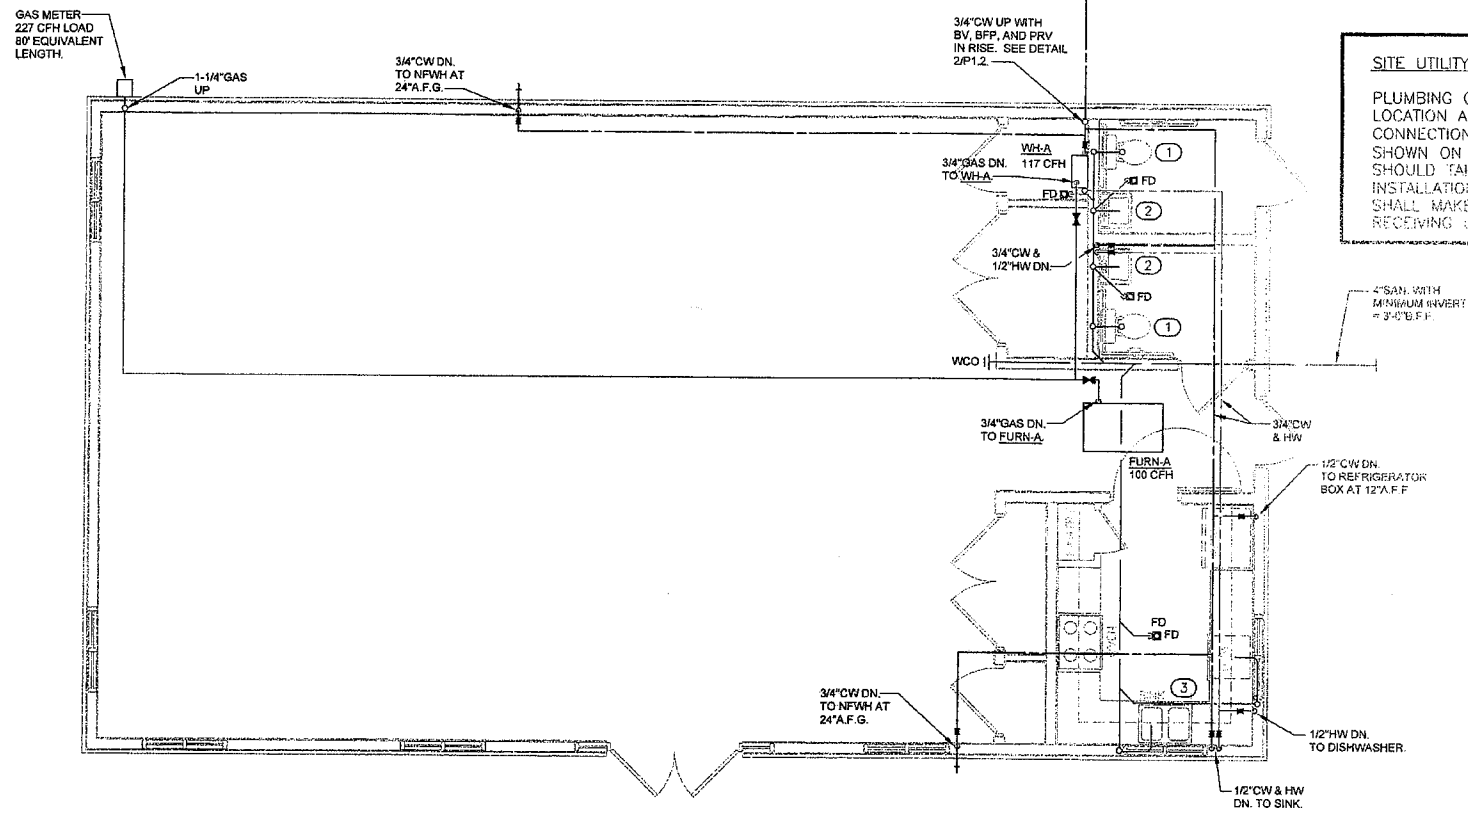 GAS METER
227 CFH LOAD
80' EQUIVALENT
LENGTH.
1-1/4"GAS
UP
3/4"CW DN.
TO NFWH AT
24"A.F.G.
3/4"CW UP WITH
BV, BFP, AND PRV
IN RISE. SEE DETAIL
2/P1.2.
SITE UTILITY
PLUMBING
LOCATION
CONNECTION
SHOWN ON
SHOULD
INSTALLATION
SHALL MAKE
RECEIVING
WH-A
117 CFH
3/4"GAS DN.
TO WH-A.
FD
1
FD
2
3/4"CW &
1/2"HW DN.
2
FD
1
4"SAN. WITH
MINIMUM INVERT
= 3'-0"B.F.F.
WCO
3/4"GAS DN.
TO FURN-A.
FURN-A
100 CFH
3/4"CW
& HW
1/2"CW DN.
TO REFRIGERATOR
BOX AT 12"A.F.F
FD
FD
3
SINK
3/4"CW DN.
TO NFWH AT
24"A.F.G.
1/2"HW DN.
TO DISHWASHER.
1/2"CW & HW
DN. TO SINK.